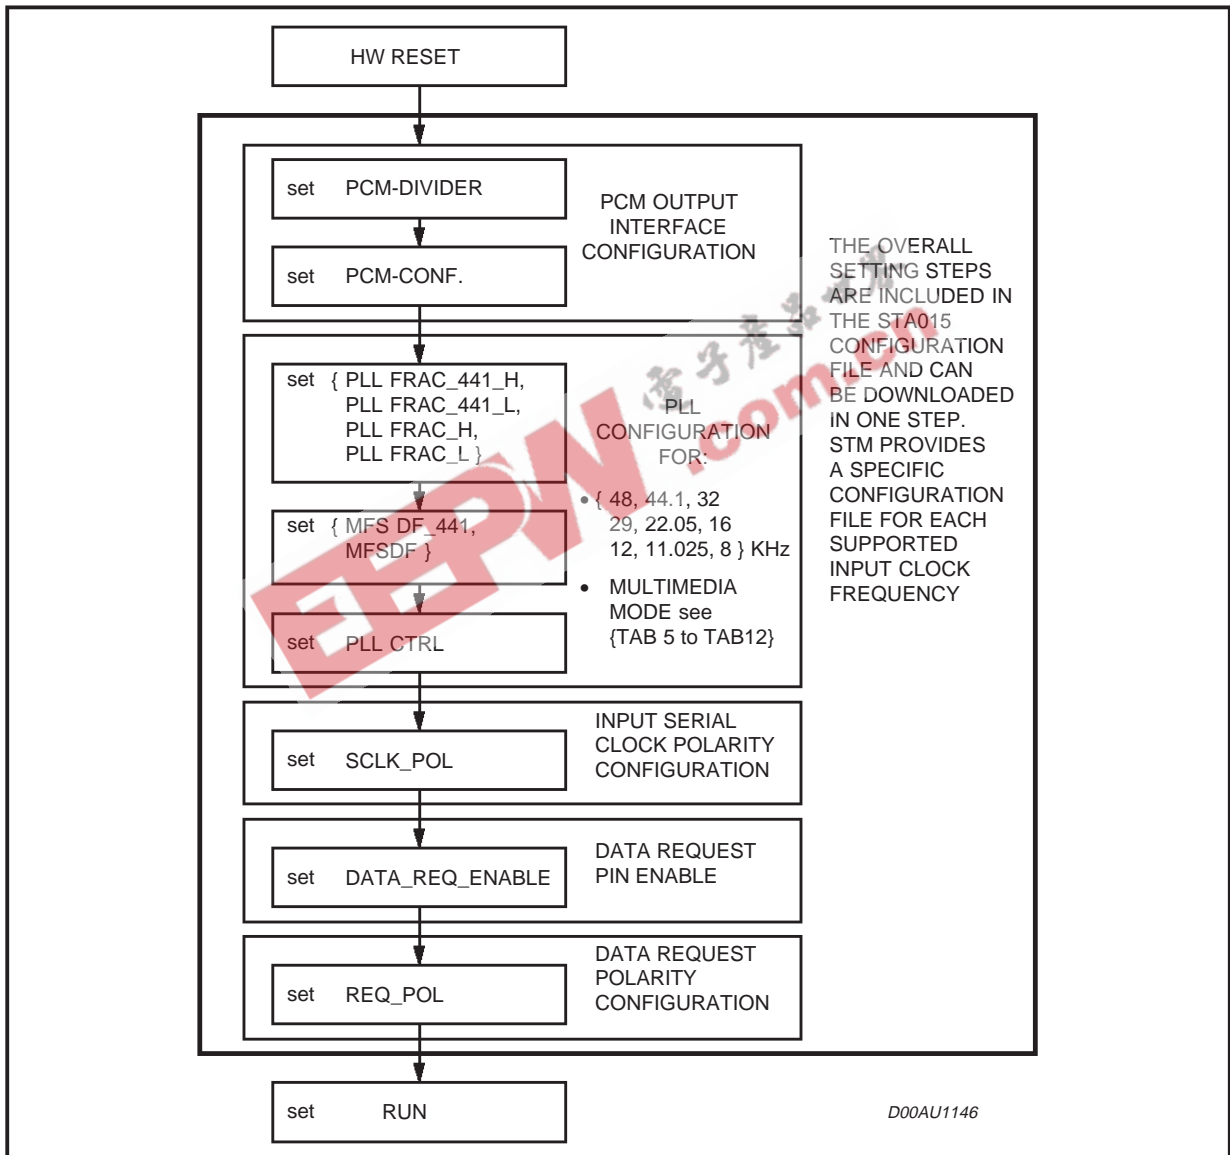 HW RESET
set PCM-DIVIDER
set PCM-CONF.
PCM OUTPUT
INTERFACE
CONFIGURATION
set { PLL FRAC_441_H,
PLL FRAC_441_L,
PLL FRAC_H,
PLL FRAC_L }
set { MFS DF_441,
MFSDF }
set PLL CTRL
PLL
CONFIGURATION
FOR:
• { 48, 44.1, 32
29, 22.05, 16
12, 11.025, 8 } KHz
• MULTIMEDIA
MODE see
{TAB 5 to TAB12}
set SCLK_POL
INPUT SERIAL
CLOCK POLARITY
CONFIGURATION
set DATA_REQ_ENABLE
DATA REQUEST
PIN ENABLE
set REQ_POL
DATA REQUEST
POLARITY
CONFIGURATION
THE OVERALL
SETTING STEPS
ARE INCLUDED IN
THE STA015
CONFIGURATION
FILE AND CAN
BE DOWNLOADED
IN ONE STEP.
STM PROVIDES
A SPECIFIC
CONFIGURATION
FILE FOR EACH
SUPPORTED
INPUT CLOCK
FREQUENCY
set RUN
D00AU1146
EEPW
.com.cn
電子產品世界